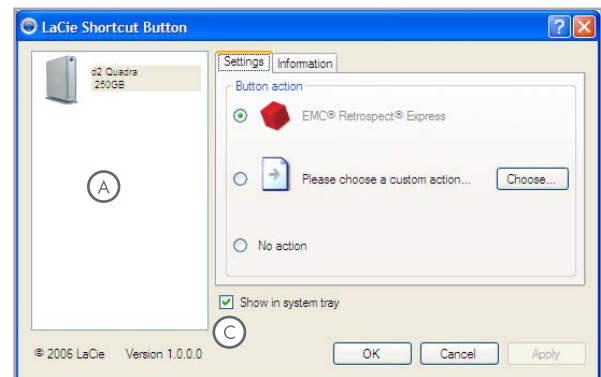 LaCie Shortcut Button
d2 Quadra
250GB
A
Settings Information
Button action
EMC® Retrospect® Express
Please choose a custom action... Choose...
No action
Show in system tray
C
© 2006 LaCie Version 1.0.0.0 OK Cancel Apply